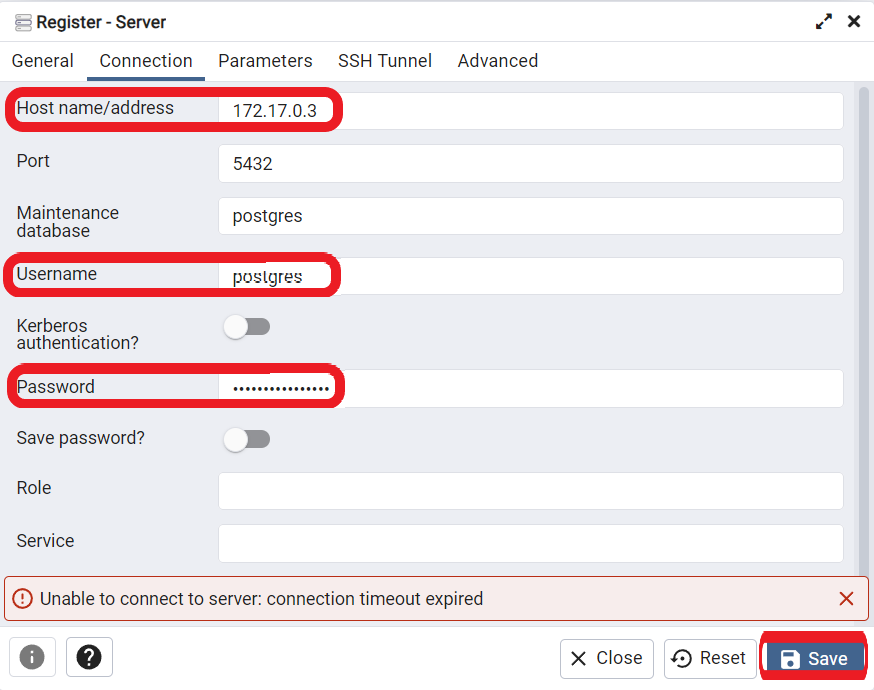 Register - Server
General Connection Parameters SSH Tunnel Advanced
Host name/address 172.17.0.3
Port 5432
Maintenance
database
postgres
Username postgres
Kerberos
authentication?
Password ••••••••••••••••
Save password?
Role
Service
Unable to connect to server: connection timeout expired
Close Reset Save